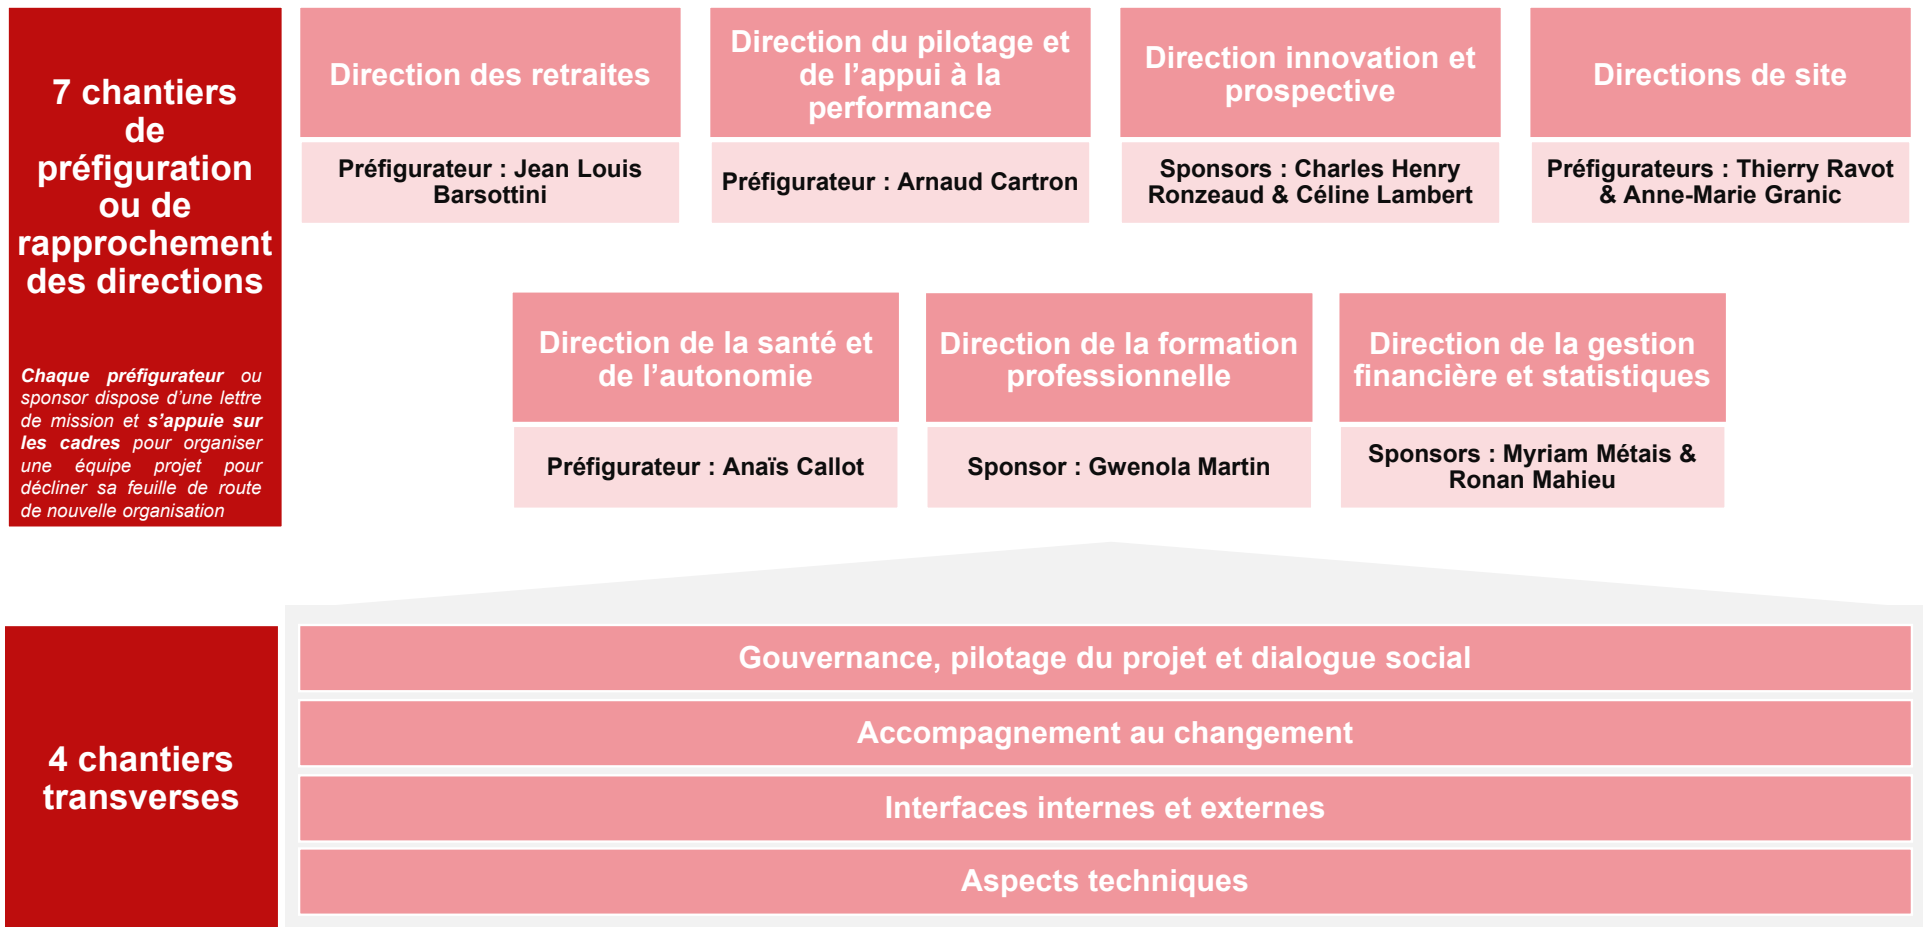 7 chantiers
de
préfiguration
ou de
rapprochement
des directions
Chaque préfigurateur ou
sponsor dispose d’une lettre
de mission et s’appuie sur
les cadres pour organiser
une équipe projet pour
décliner sa feuille de route
de nouvelle organisation
Direction des retraites
Préfigurateur : Jean Louis
Barsottini
Direction du pilotage et
de l’appui à la
performance
Préfigurateur : Arnaud Cartron
Direction innovation et
prospective
Sponsors : Charles Henry
Ronzeaud & Céline Lambert
Directions de site
Préfigurateurs : Thierry Ravot
& Anne-Marie Granic
Direction de la santé et
de l’autonomie
Préfigurateur : Anaïs Callot
Direction de la formation
professionnelle
Sponsor : Gwenola Martin
Direction de la gestion
financière et statistiques
Sponsors : Myriam Métais &
Ronan Mahieu
4 chantiers
transverses
Gouvernance, pilotage du projet et dialogue social
Accompagnement au changement
Interfaces internes et externes
Aspects techniques